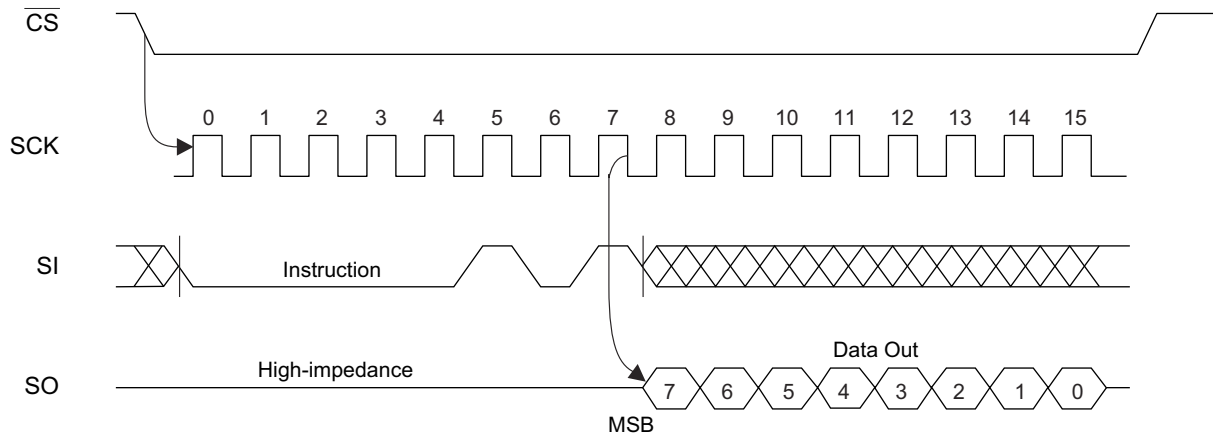 CS
0 1 2 3 4 5 6 7 8 9 10 11 12 13 14 15
SCK
SI
Instruction
Data Out
High-impedance
SO
7 6 5 4 3 2 1 0
MSB